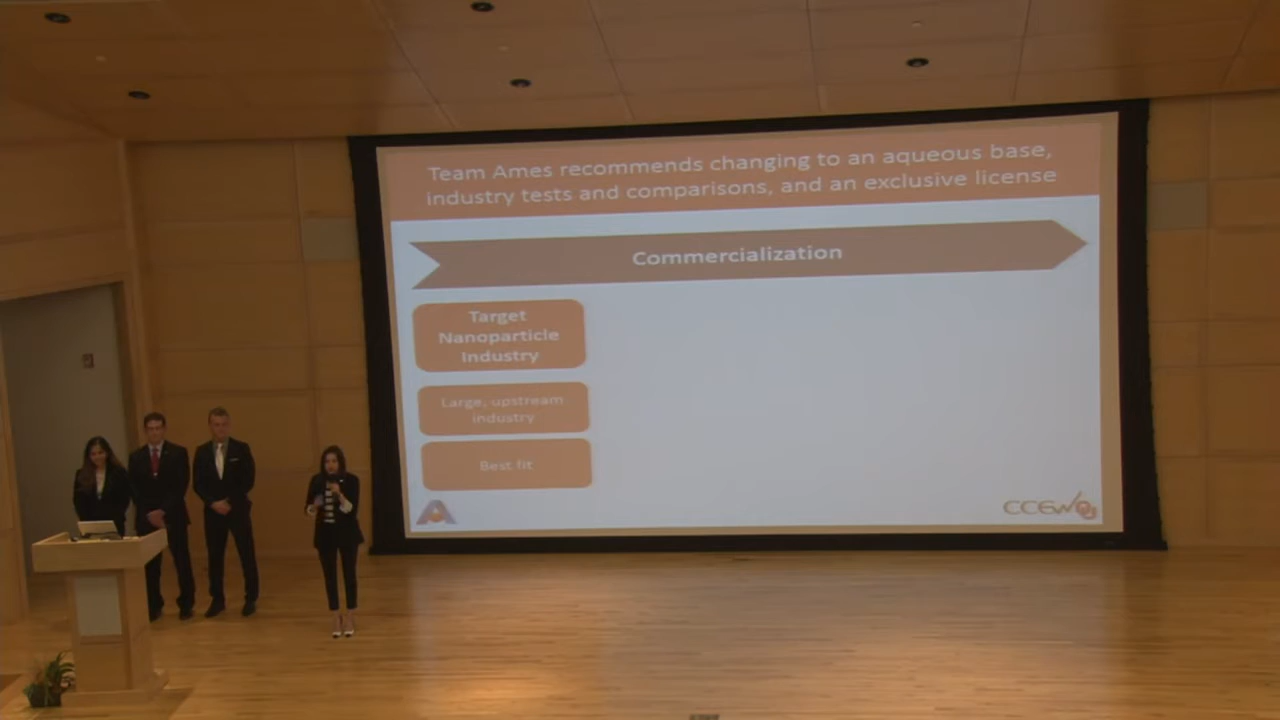 Team Ames recommends changing to an aqueous base,
industry tests and comparisons, and an exclusive license
Commercialization
Target
Nanoparticle
Industry
Large, upstream
industry
Best fit